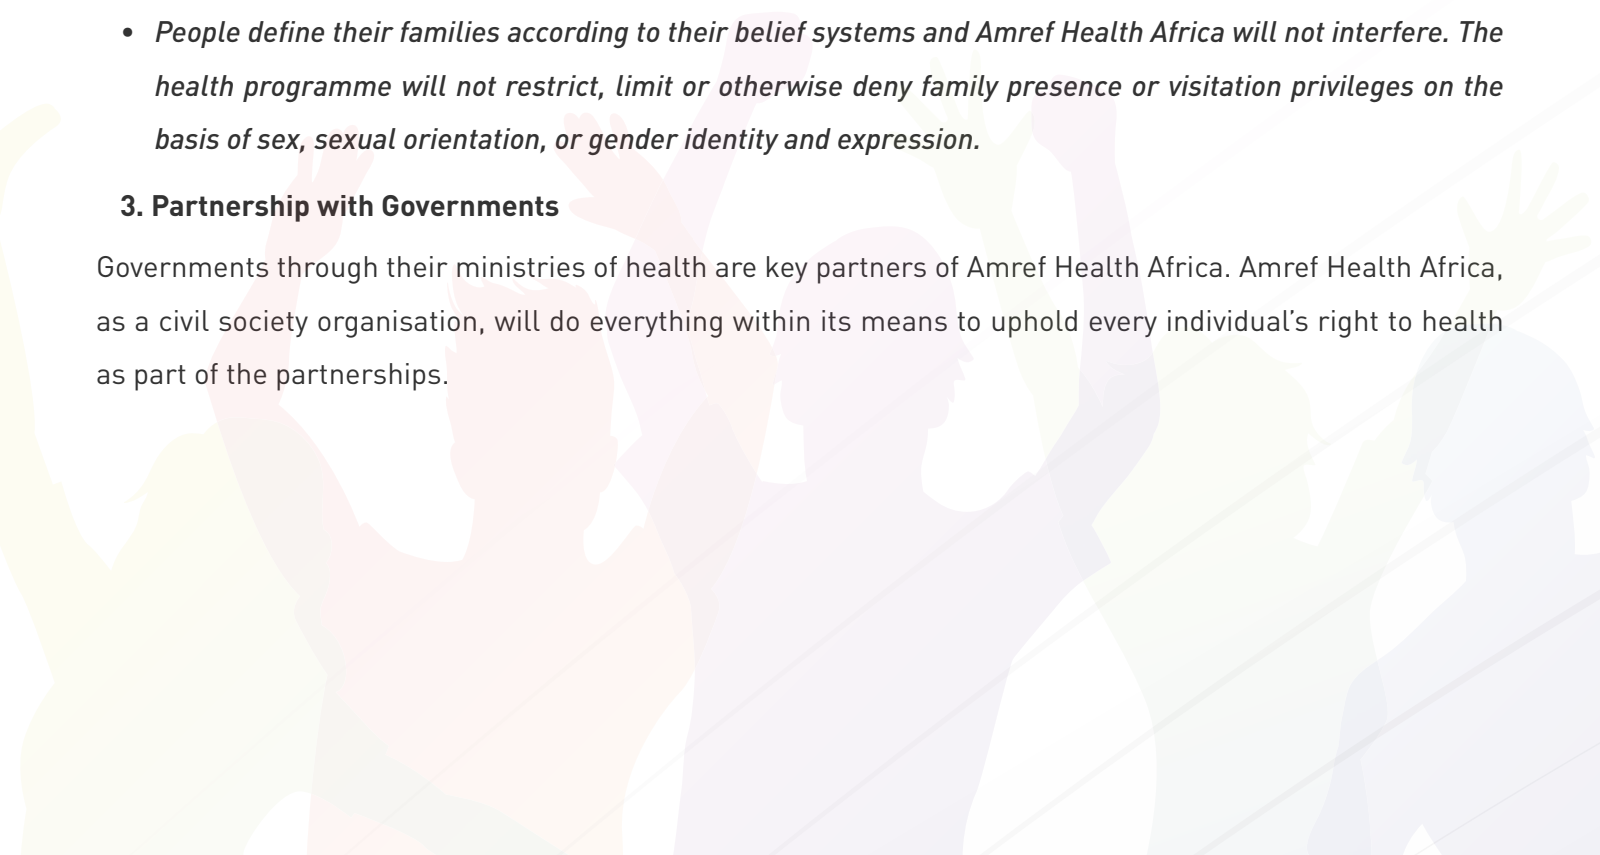 • People define their families according to their belief systems and Amref Health Africa will not interfere. The
health programme will not restrict, limit or otherwise deny family presence or visitation privileges on the
basis of sex, sexual orientation, or gender identity and expression.
3. Partnership with Governments
Governments through their ministries of health are key partners of Amref Health Africa. Amref Health Africa,
as a civil society organisation, will do everything within its means to uphold every individual’s right to health
as part of the partnerships.